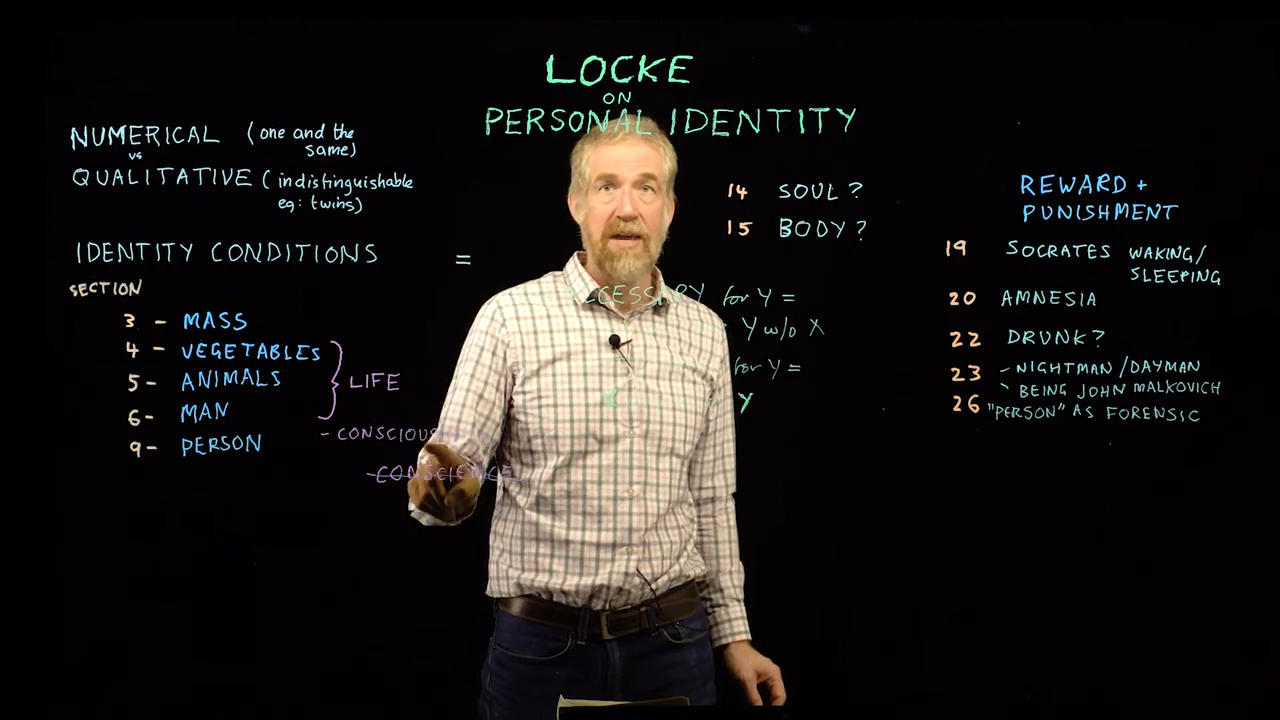 LOCKE
ON
PERSONAL IDENTITY
NUMERICAL (one and the
same)
vs
QUALITATIVE (indistinguishable
eg: twins)
IDENTITY CONDITIONS =
SECTION
3 - MASS
4 - VEGETABLES
5 - ANIMALS
6 - MAN
9 - PERSON
LIFE
- CONSCIOUS
- CONSCIENCE
14 SOUL?
15 BODY?
for Y =
Y w/o X
for Y =
Y
REWARD +
PUNISHMENT
19 SOCRATES WAKING/
SLEEPING
20 AMNESIA
22 DRUNK?
23 - NIGHTMAN / DAYMAN
BEING JOHN MALKOVICH
26 "PERSON" AS FORENSIC